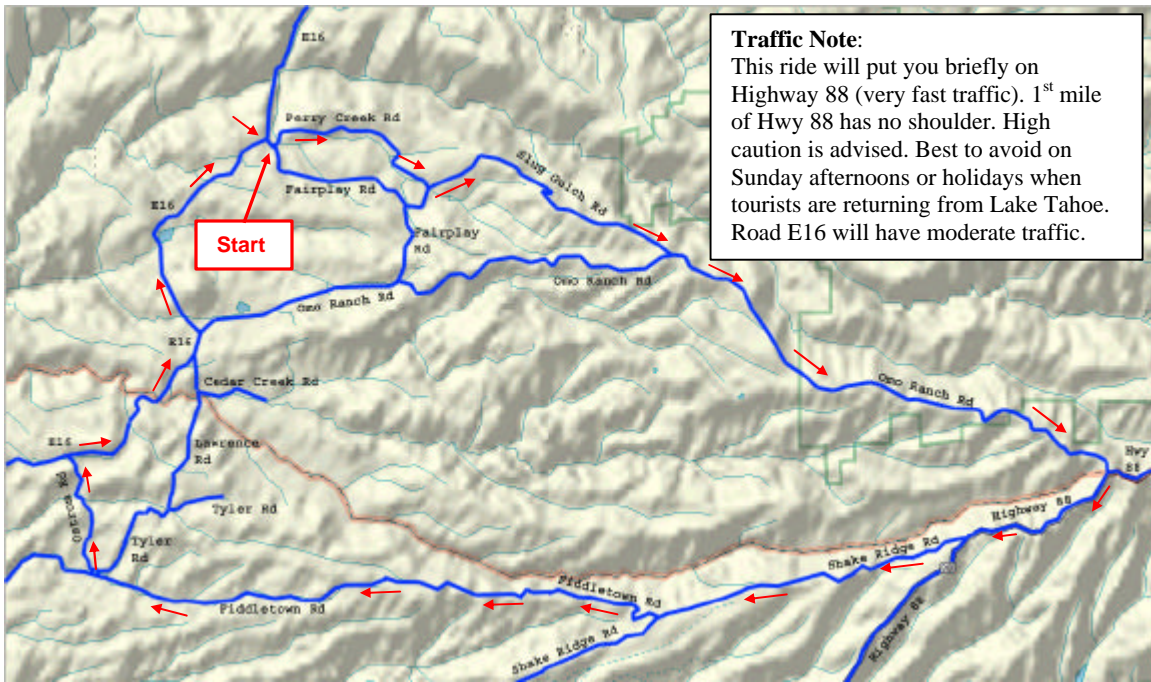 E16
Traffic Note:
This ride will put you briefly on
Highway 88 (very fast traffic). 1st mile
of Hwy 88 has no shoulder. High
caution is advised. Best to avoid on
Sunday afternoons or holidays when
tourists are returning from Lake Tahoe.
Road E16 will have moderate traffic.
Perry Creek Rd
Slug Gulch Rd
Fairplay Rd
E16
Start
Fairplay
Rd
Omo Ranch Rd
Omo Ranch Rd
E16
Cedar Creek Rd
Omo Ranch Rd
E16
Lawrence
Rd
Hwy
88
Ostrom Rd
Tyler Rd
Highway 88
Tyler
Rd
Shake Ridge Rd
Fiddletown Rd
Fiddletown Rd
Highway 88
Shake Ridge Rd